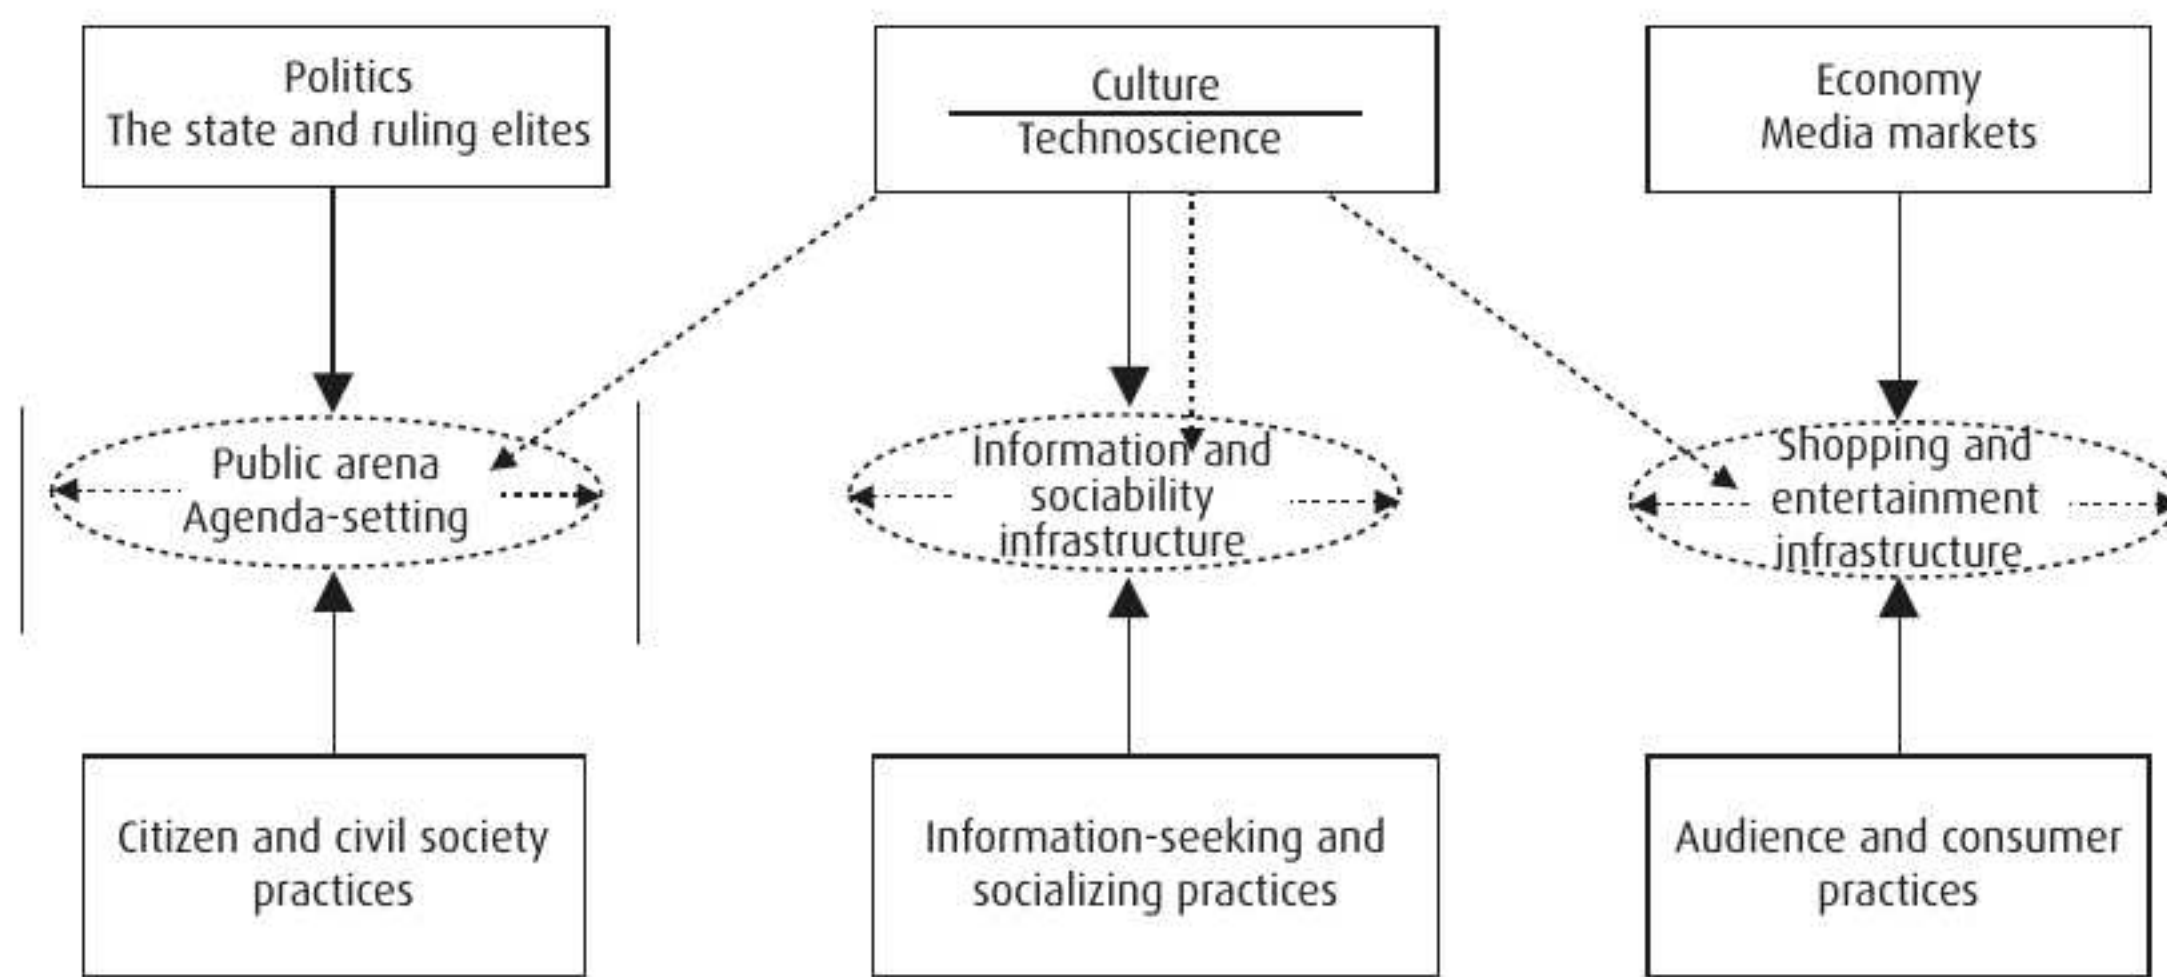 Politics
The state and ruling elites
Culture
Technoscience
Economy
Media markets
Public arena
Agenda-setting
Information and
sociability
infrastructure
Shopping and
entertainment
infrastructure
Citizen and civil society
practices
Information-seeking and
socializing practices
Audience and consumer
practices